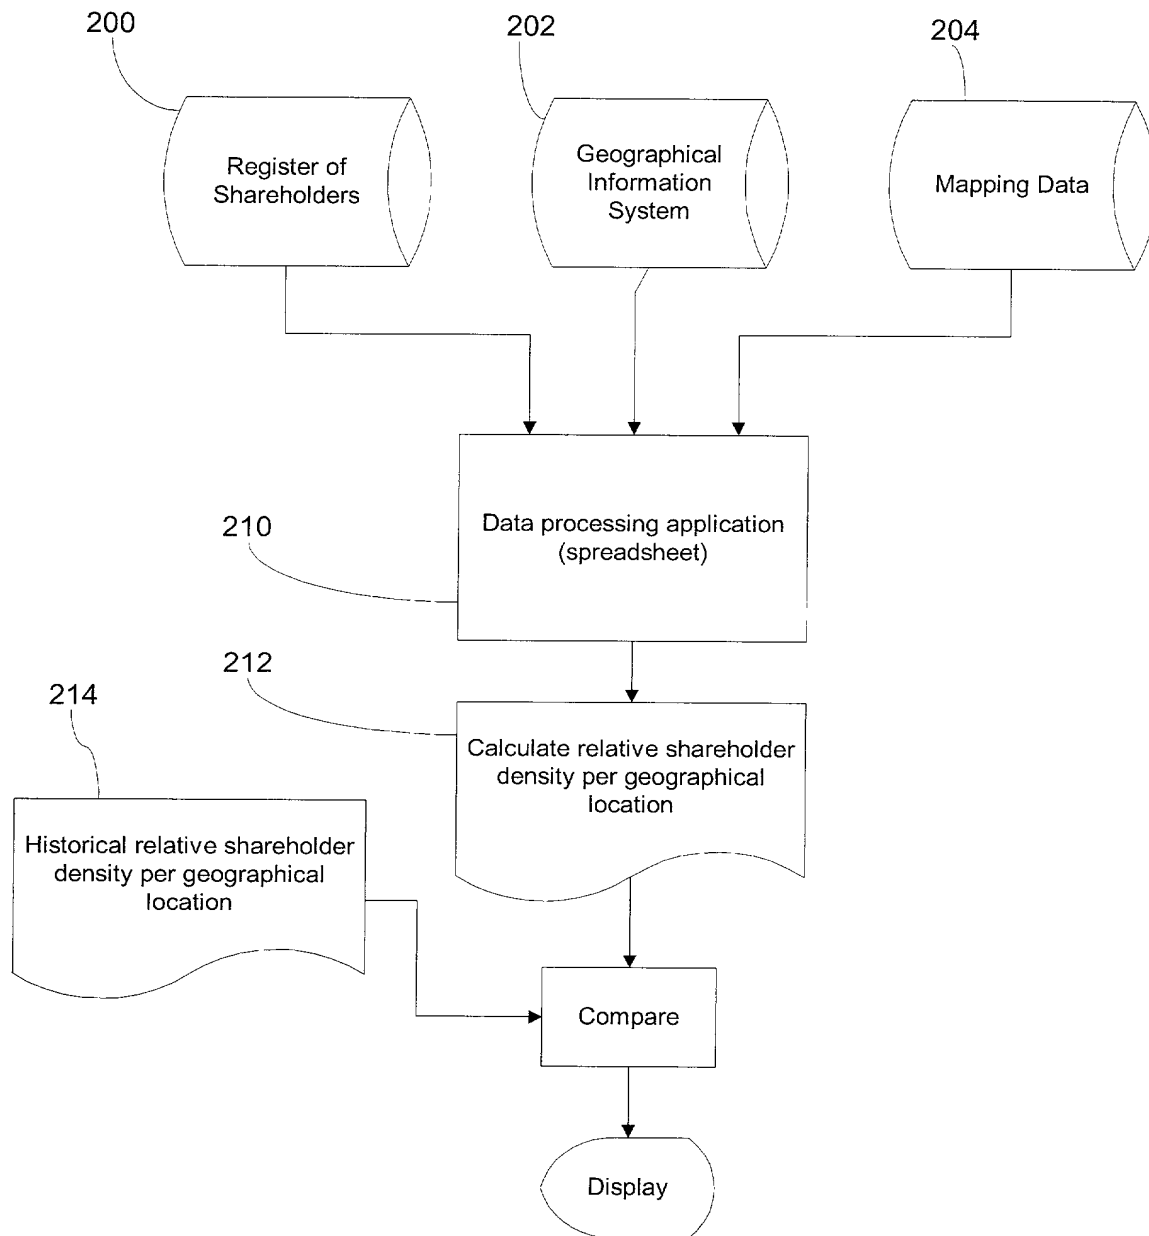 200
202
204
Register of
Shareholders
Geographical
Information
System
Mapping Data
210
Data processing application
(spreadsheet)
212
214
Calculate relative shareholder
density per geographical
location
Historical relative shareholder
density per geographical
location
Compare
Display